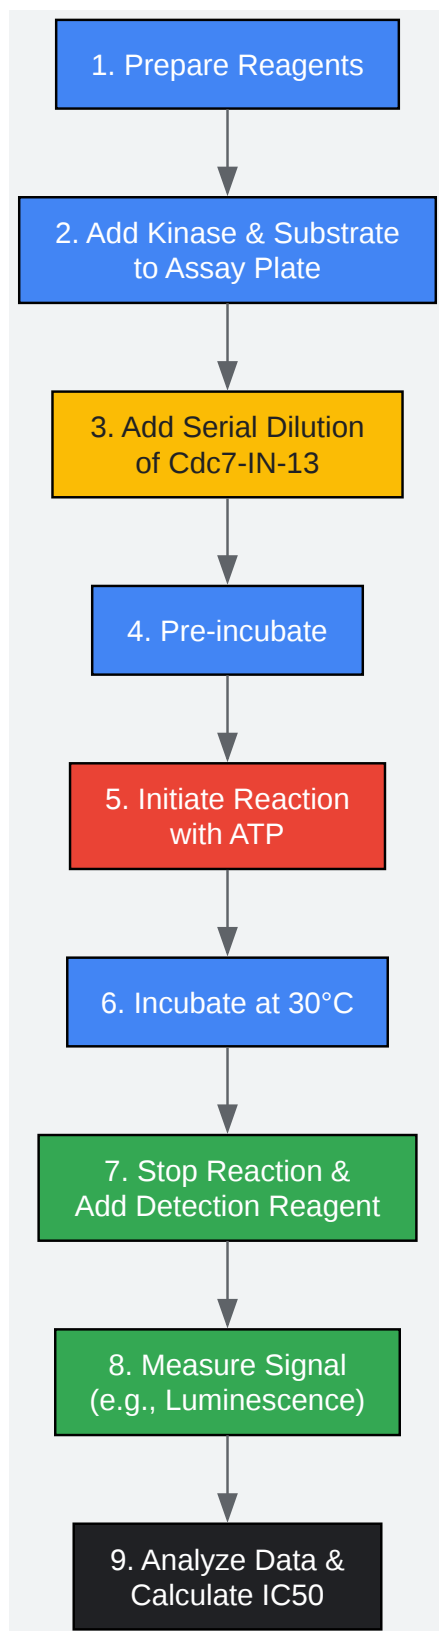 1. Prepare Reagents
2. Add Kinase & Substrate
to Assay Plate
3. Add Serial Dilution
of Cdc7-IN-13
4. Pre-incubate
5. Initiate Reaction
with ATP
6. Incubate at 30°C
7. Stop Reaction &
Add Detection Reagent
8. Measure Signal
(e.g., Luminescence)
9. Analyze Data &
Calculate IC50